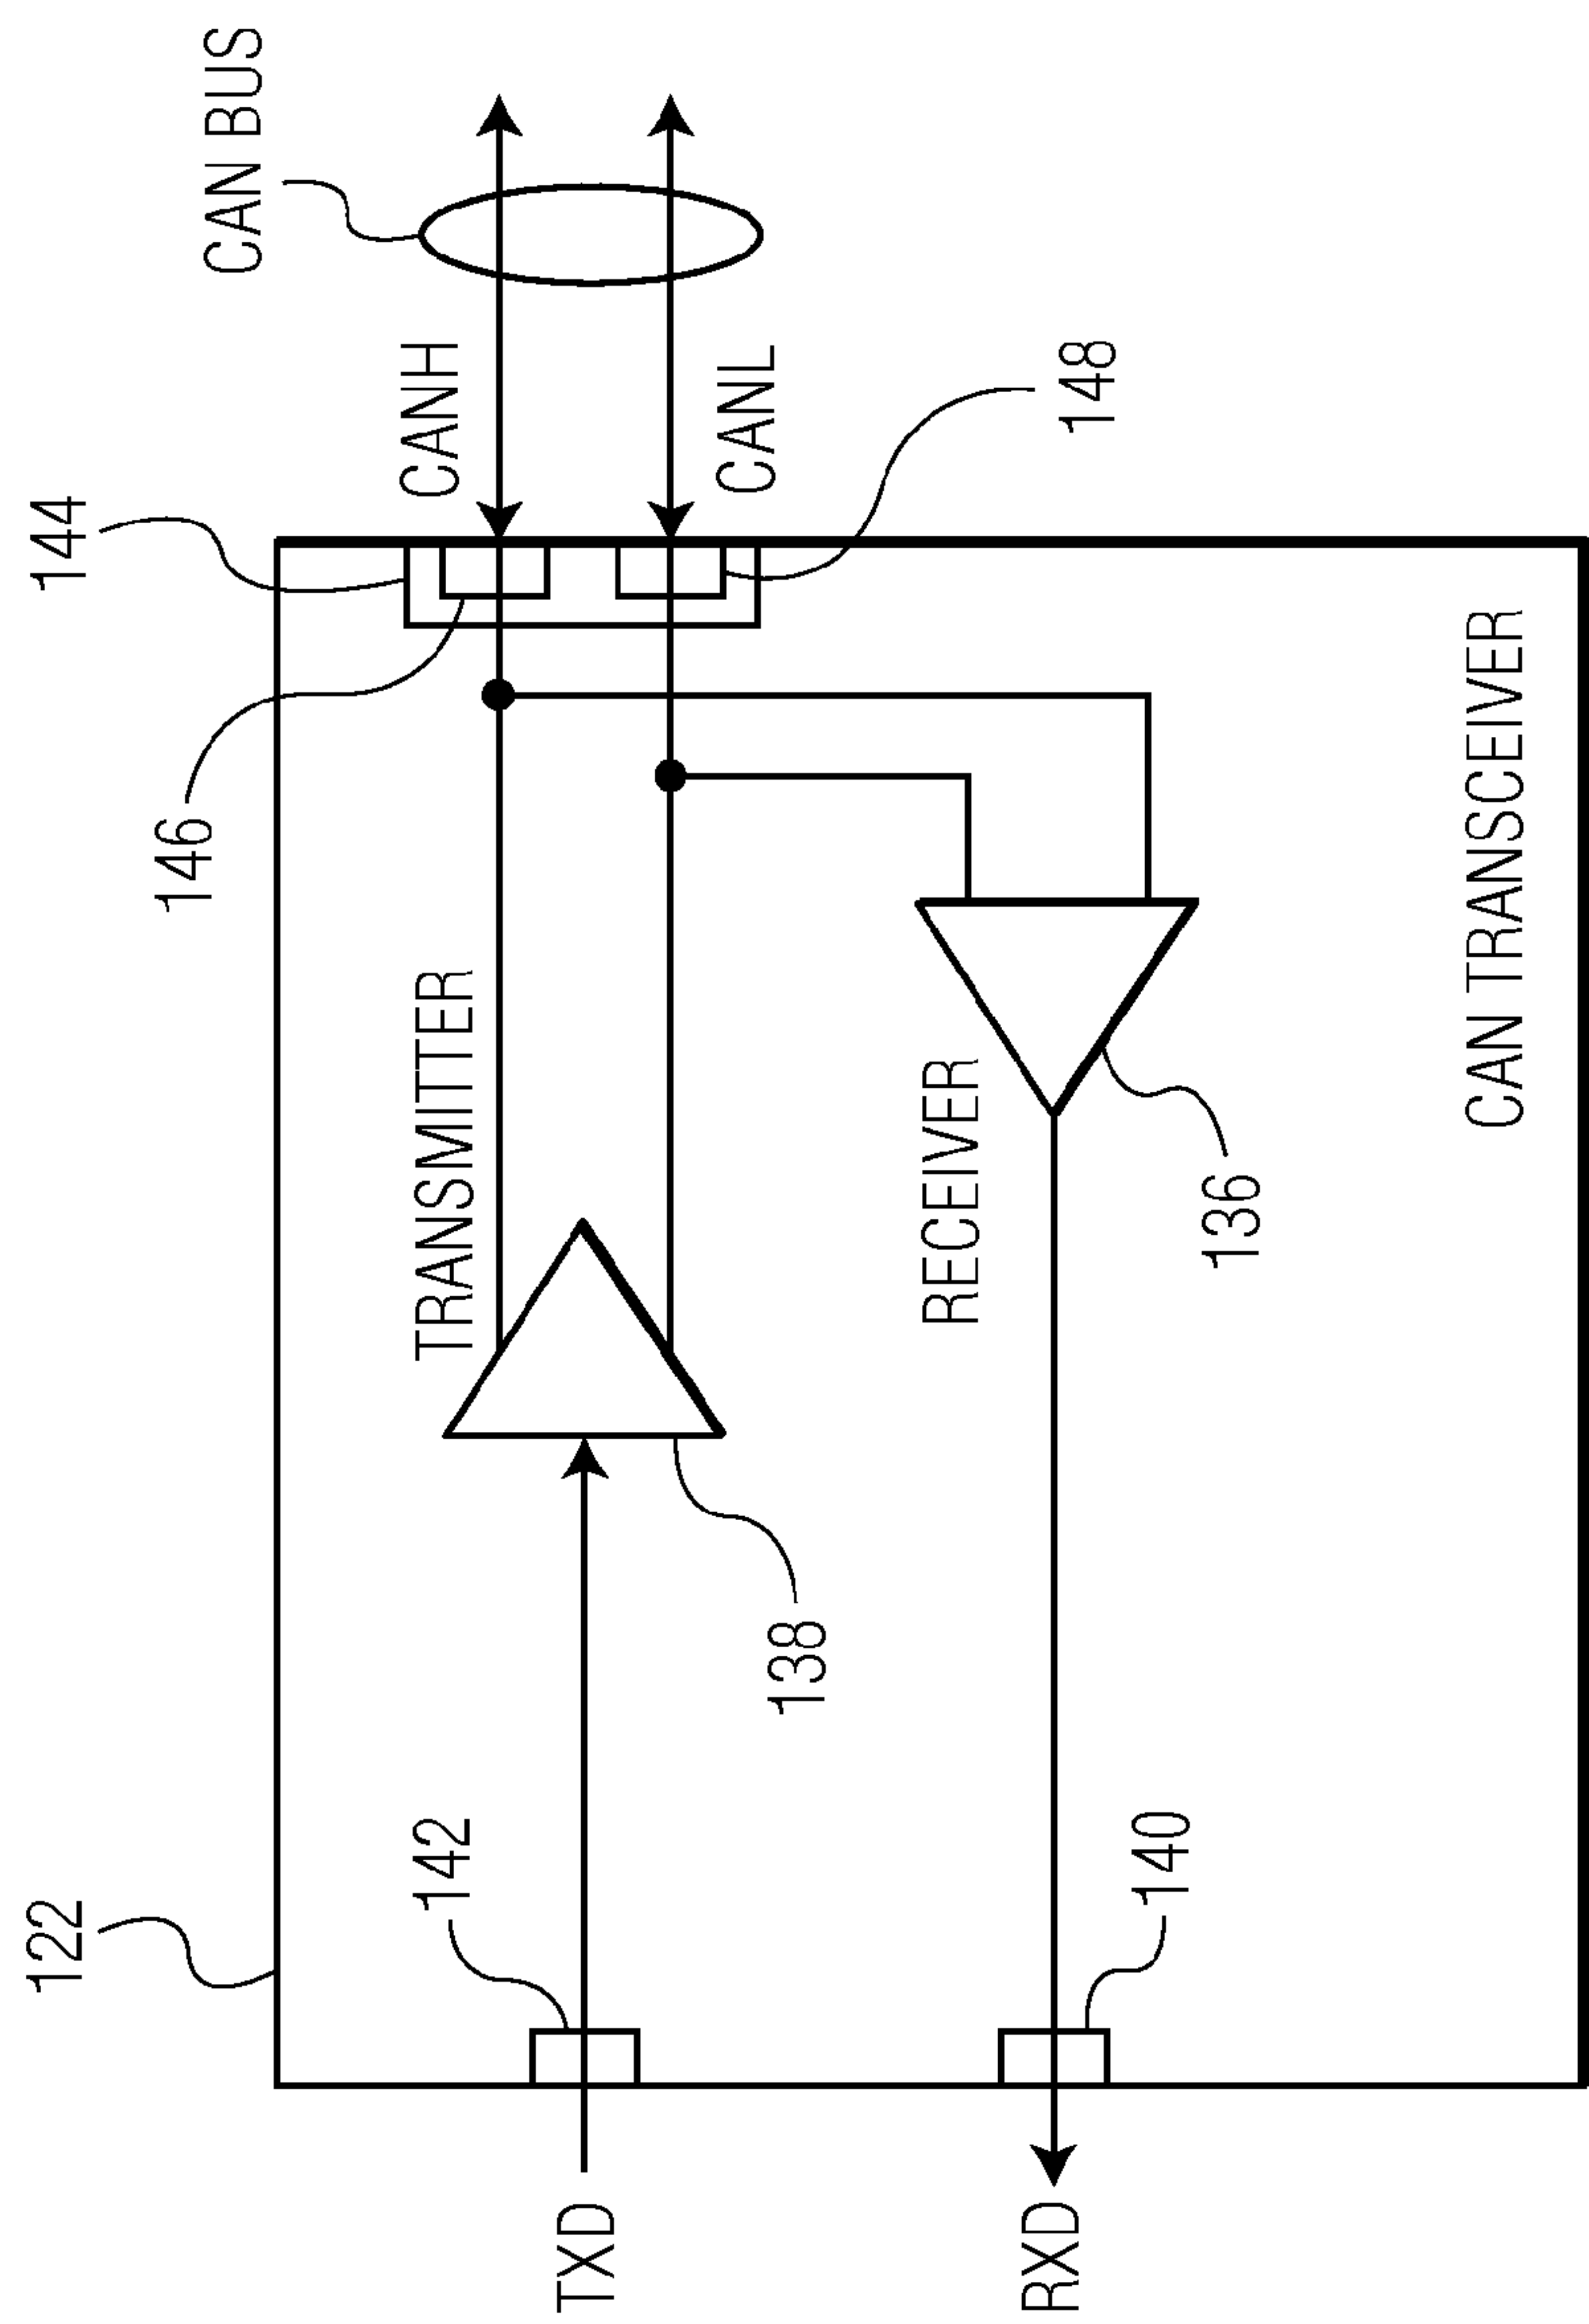 122
144
CAN BUS
146
142
TRANSMITTER
CANH
TXD
138
CANL
148
RECEIVER
RXD
140
136
CAN TRANSCEIVER